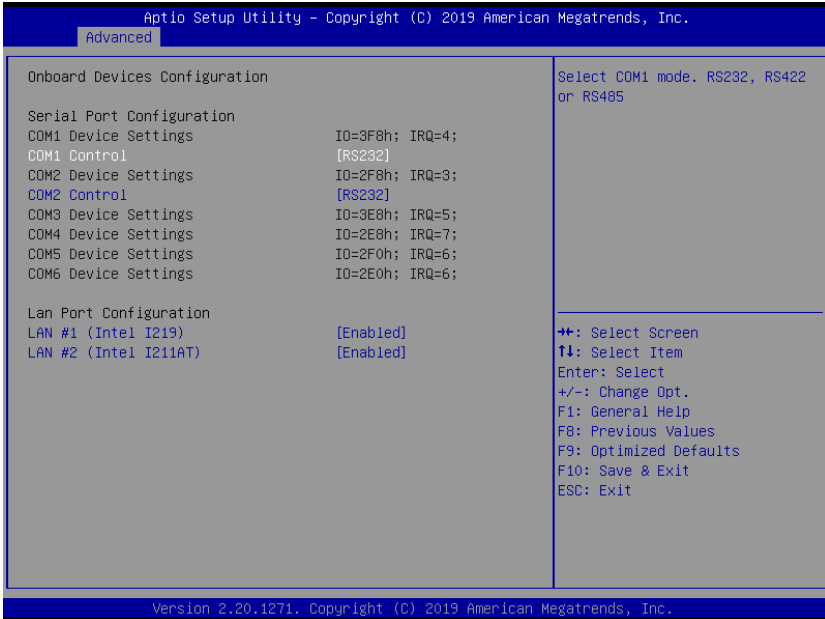 Aptio Setup Utility – Copyright (C) 2019 American Megatrends, Inc.
Advanced
Onboard Devices Configuration
Serial Port Configuration
COM1 Device Settings IO=3F8h; IRQ=4;
COM1 Control [RS232]
COM2 Device Settings IO=2F8h; IRQ=3;
COM2 Control [RS232]
COM3 Device Settings IO=3E8h; IRQ=5;
COM4 Device Settings IO=2E8h; IRQ=7;
COM5 Device Settings IO=2F0h; IRQ=6;
COM6 Device Settings IO=2E0h; IRQ=6;
Lan Port Configuration
LAN #1 (Intel I219) [Enabled]
LAN #2 (Intel I211AT) [Enabled]
Select COM1 mode. RS232, RS422
or RS485
→←: Select Screen
↑↓: Select Item
Enter: Select
+/-: Change Opt.
F1: General Help
F8: Previous Values
F9: Optimized Defaults
F10: Save & Exit
ESC: Exit
Version 2.20.1271. Copyright (C) 2019 American Megatrends, Inc.